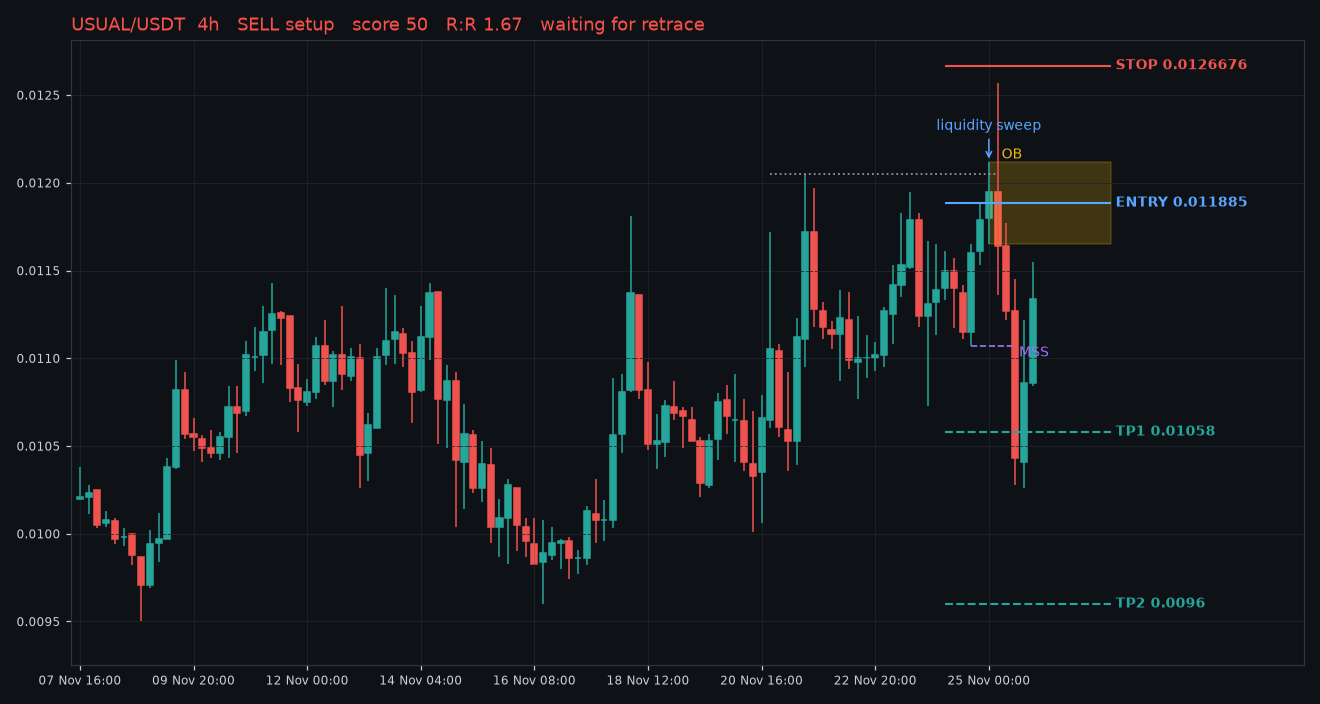 USUAL/USDT  4h   SELL setup   score 50   R:R 1.67   waiting for retrace
STOP 0.0126676
0.0125
liquidity sweep
OB
0.0120
ENTRY 0.011885
0.0115
MSS
0.0110
0.0105
TP1 0.01058
0.0100
TP2 0.0096
0.0095
07 Nov 16:00
09 Nov 20:00
12 Nov 00:00
14 Nov 04:00
16 Nov 08:00
18 Nov 12:00
20 Nov 16:00
22 Nov 20:00
25 Nov 00:00